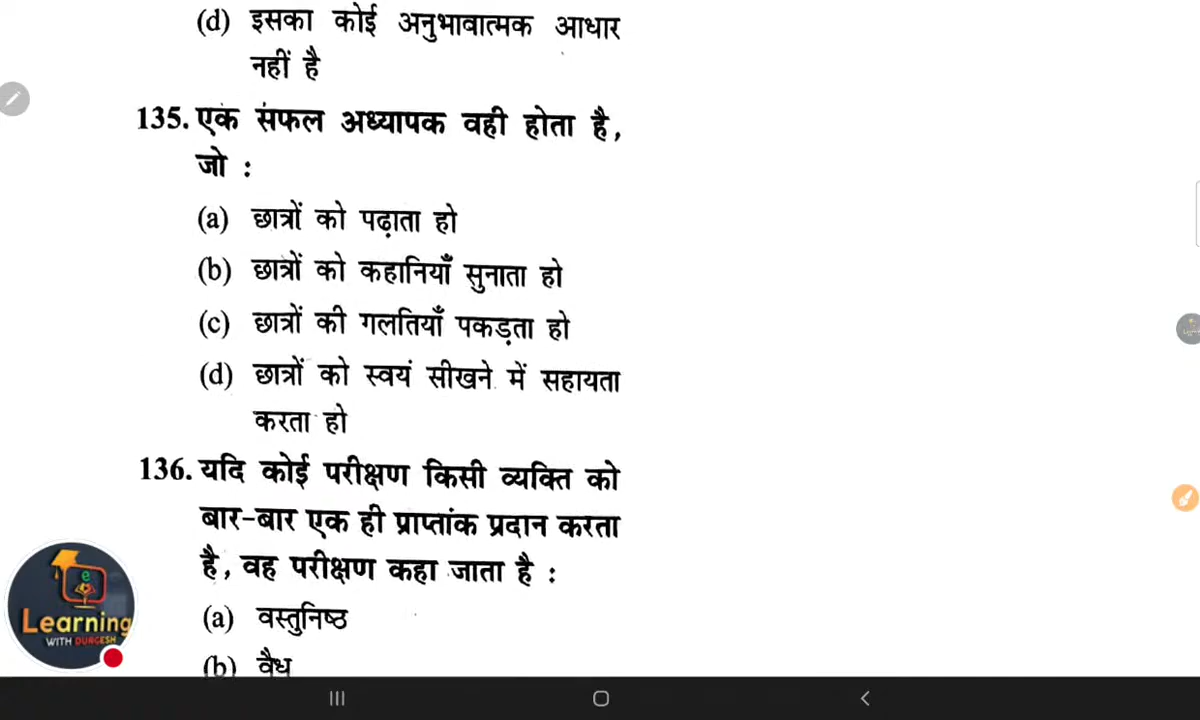 (d) इसका कोई अनुभावात्मक आधार
नहीं है
135. एक सफल अध्यापक वही होता है,
जो :
(a) छात्रों को पढ़ाता हो
(b) छात्रों को कहानियाँ सुनाता हो
(c) छात्रों की गलतियाँ पकड़ता हो
(d) छात्रों को स्वयं सीखने में सहायता
करता हो
136. यदि कोई परीक्षण किसी व्यक्ति को
बार-बार एक ही प्राप्तांक प्रदान करता
है, वह परीक्षण कहा जाता है :
(a) वस्तुनिष्ठ
(b) वैध
e
Learning
WITH DURGESH